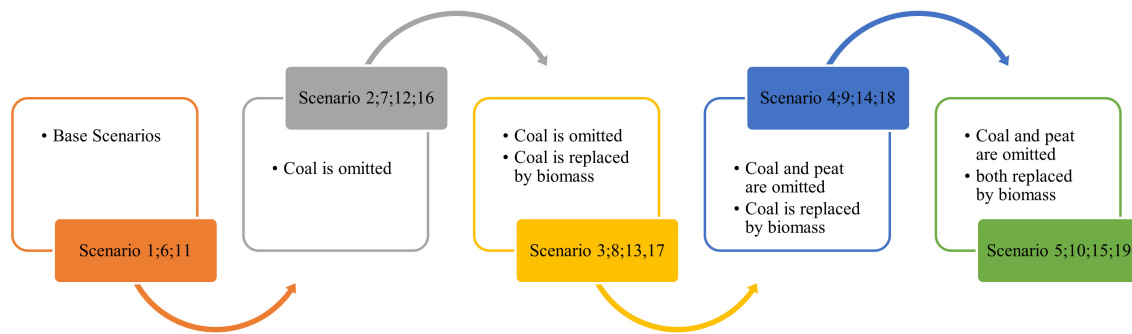 • Base Scenarios
Scenario 1;6;11
Scenario 2;7;12;16
• Coal is omitted
• Coal is omitted
• Coal is replaced
by biomass
Scenario 3;8;13,17
Scenario 4;9;14;18
• Coal and peat
are omitted
• Coal is replaced
by biomass
• Coal and peat
are omitted
• both replaced
by biomass
Scenario 5;10;15;19